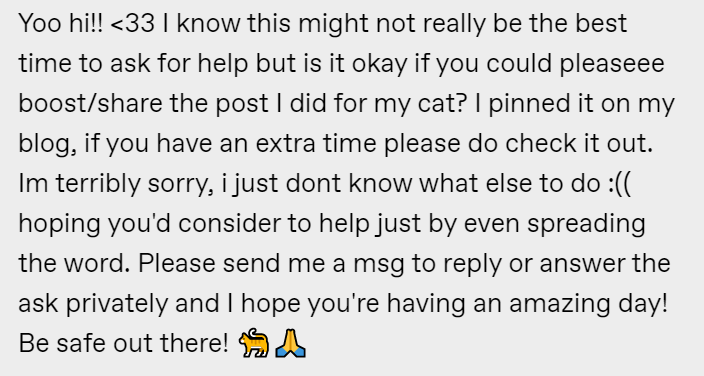 Yoo hi!! <33 I know this might not really be the best
time to ask for help but is it okay if you could pleaseee
boost/share the post I did for my cat? I pinned it on my
blog, if you have an extra time please do check it out.
Im terribly sorry, i just dont know what else to do :((
hoping you'd consider to help just by even spreading
the word. Please send me a msg to reply or answer the
ask privately and I hope you're having an amazing day!
Be safe out there! 🐈🙏